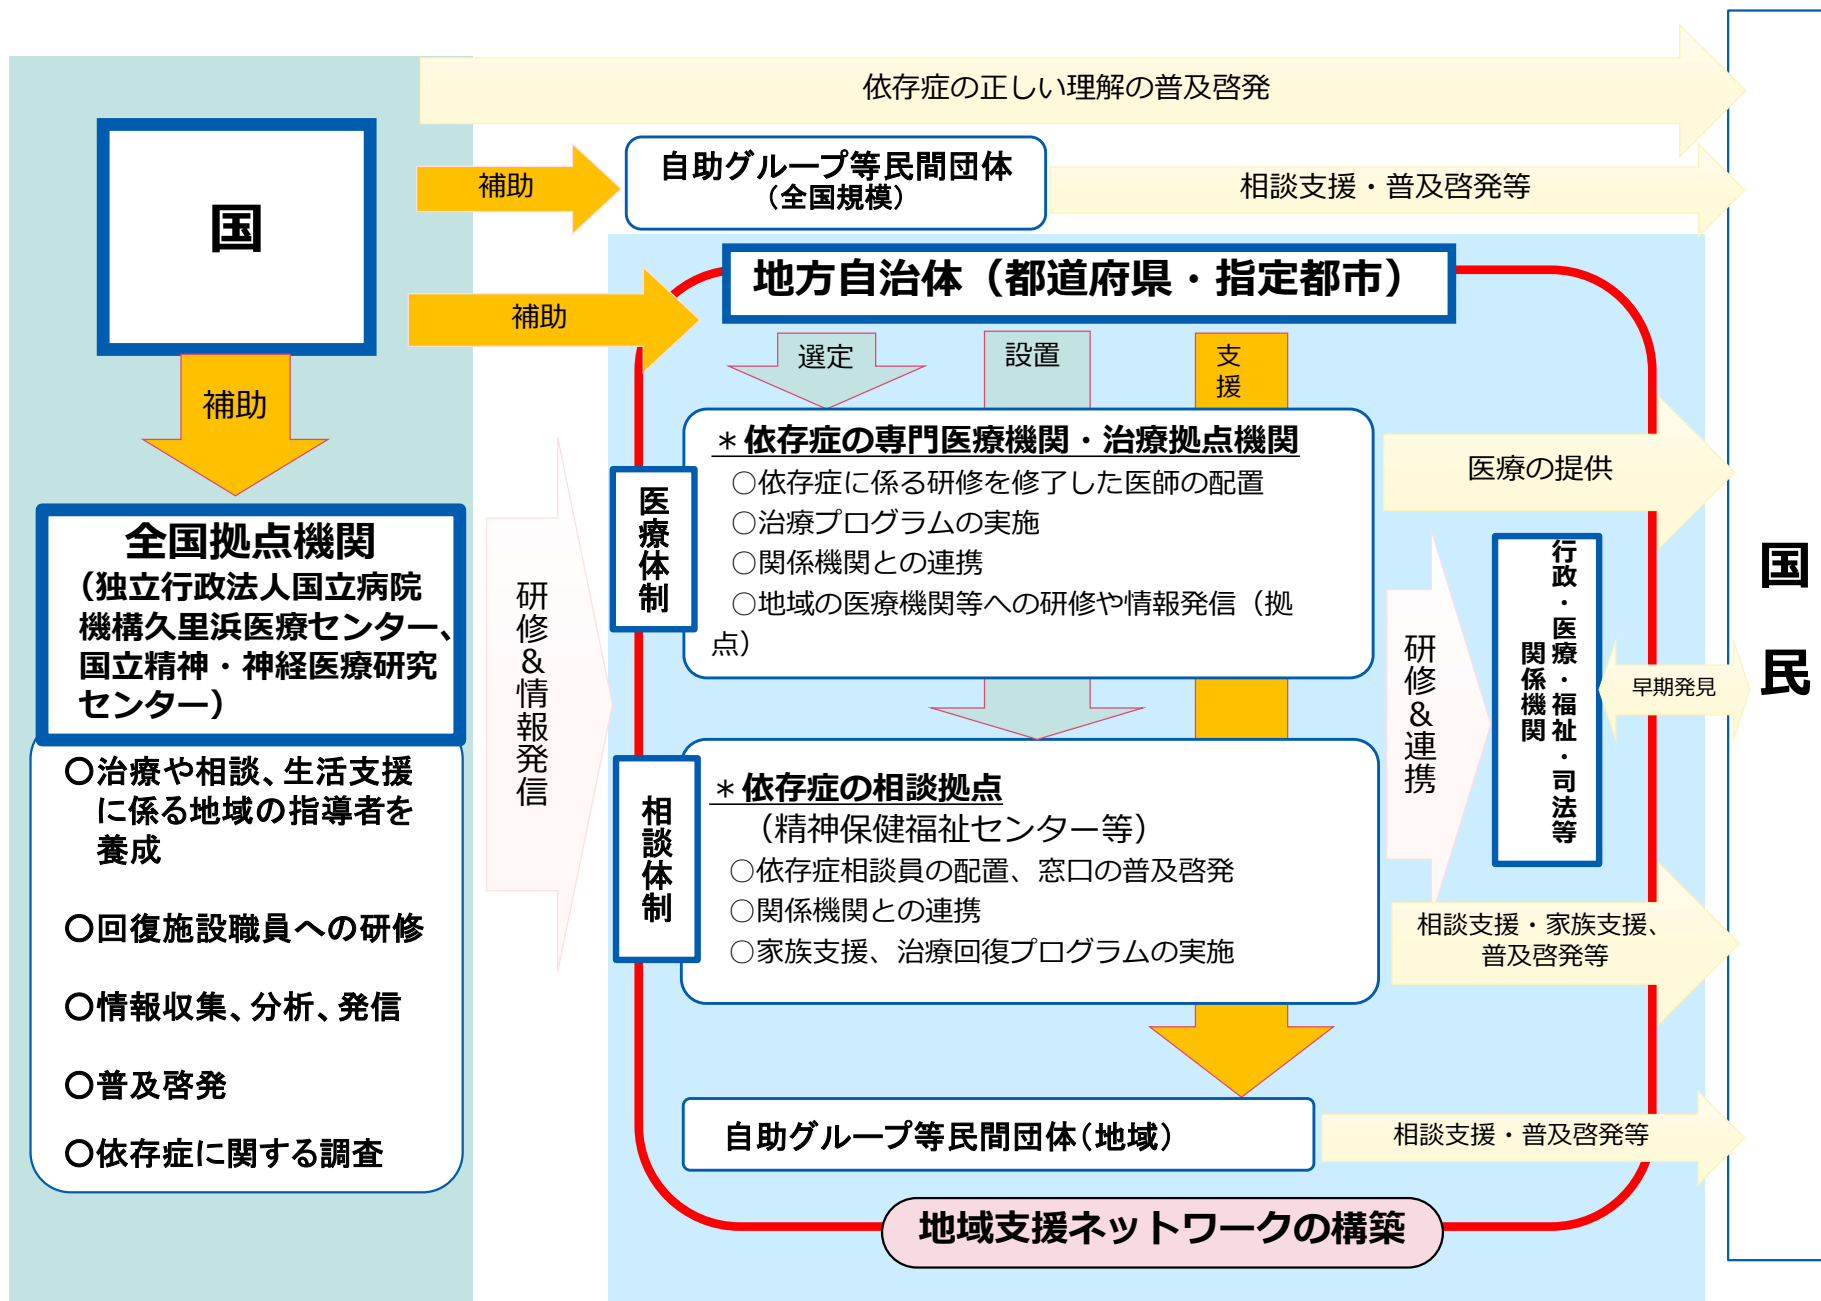 依存症の正しい理解の普及啓発
国
補助
自助グループ等民間団体
（全国規模）
相談支援・普及啓発等
補助
地方自治体（都道府県・指定都市）
補助
選定
設置
支
援
全国拠点機関
（独立行政法人国立病院
機構久里浜医療センター、
国立精神・神経医療研究
センター）
○治療や相談、生活支援
に係る地域の指導者を
養成
○回復施設職員への研修
○情報収集、分析、発信
○普及啓発
○依存症に関する調査
研修＆情報発信
医療体制
＊依存症の専門医療機関・治療拠点機関
○依存症に係る研修を修了した医師の配置
○治療プログラムの実施
○関係機関との連携
○地域の医療機関等への研修や情報発信（拠
点）
医療の提供
相談体制
＊依存症の相談拠点
（精神保健福祉センター等）
○依存症相談員の配置、窓口の普及啓発
○関係機関との連携
○家族支援、治療回復プログラムの実施
研修＆連携
行政・医療・福祉・司法等
関係機関
早期発見
相談支援・家族支援、
普及啓発等
自助グループ等民間団体（地域）
相談支援・普及啓発等
地域支援ネットワークの構築
国民